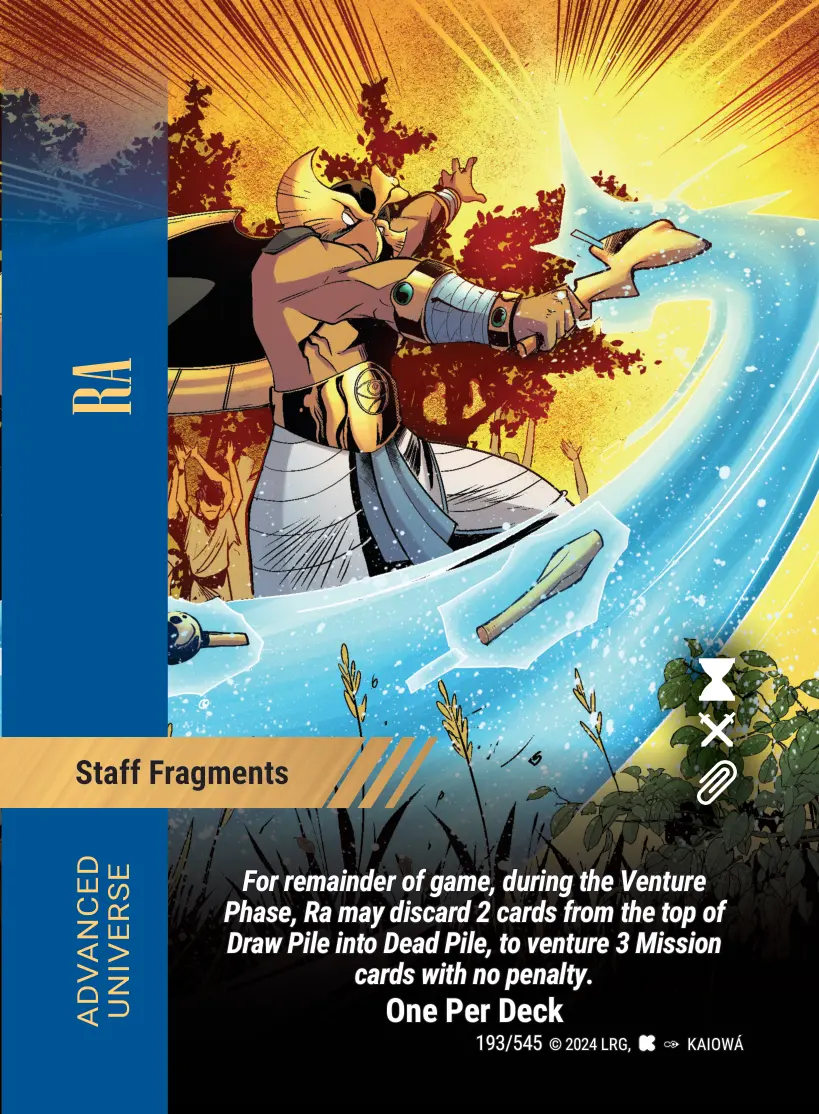 RA
Staff Fragments
ADVANCED
UNIVERSE
For remainder of game, during the Venture
Phase, Ra may discard 2 cards from the top of
Draw Pile into Dead Pile, to venture 3 Mission
cards with no penalty.
One Per Deck
193/545 © 2024 LRG, KAIOWÁ